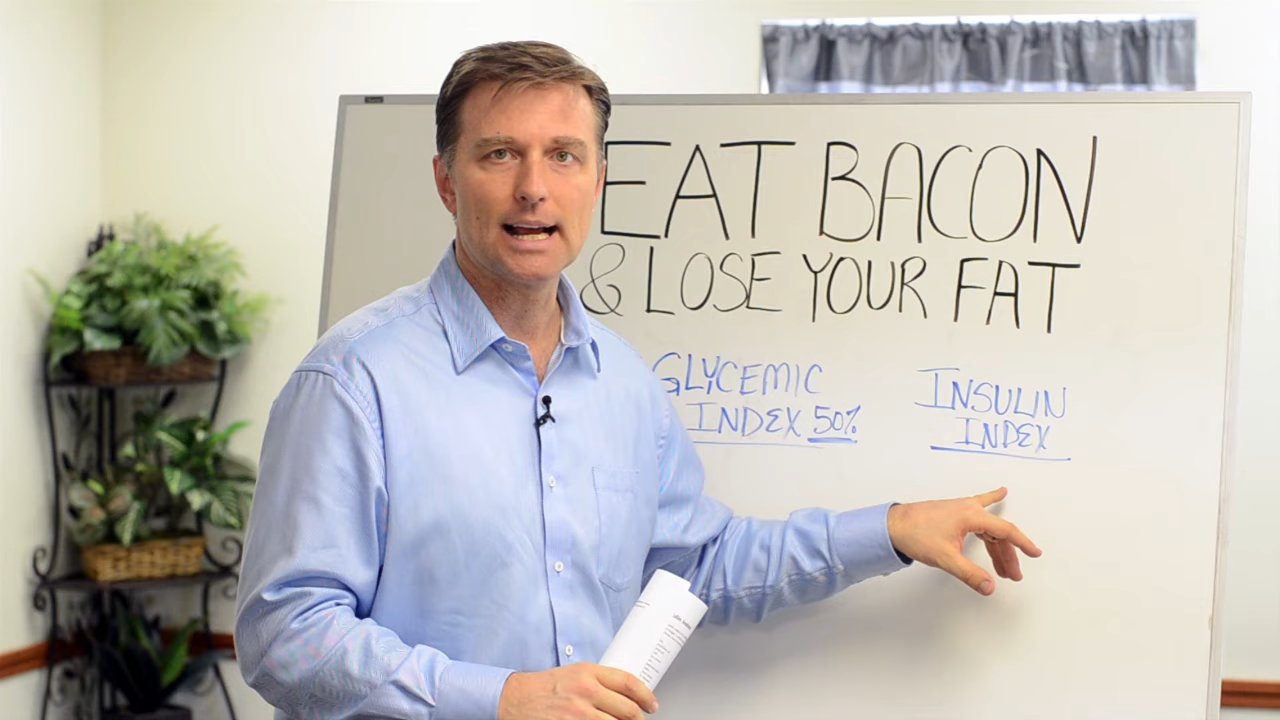 EAT BACON
& LOSE YOUR FAT
GLYCEMIC
INDEX 50%
INSULIN
INDEX